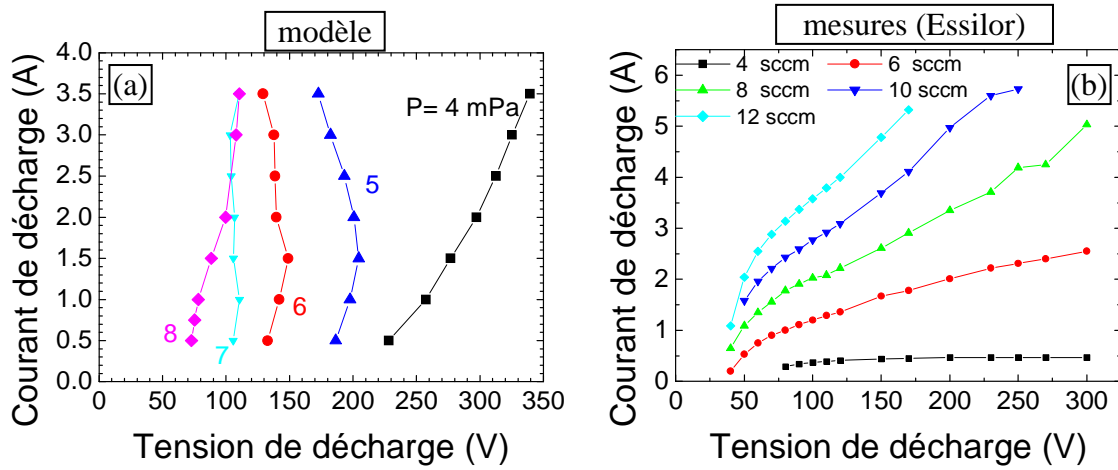 modèle
mesures (Essilor)
(a)
P= 4 mPa
5
6
7
8
Courant de décharge (A)
4.0
3.5
3.0
2.5
2.0
1.5
1.0
0.5
0.0
0 50 100 150 200 250 300 350
Tension de décharge (V)
(b)
4 sccm 6 sccm
8 sccm 10 sccm
12 sccm
Courant de décharge (A)
6
5
4
3
2
1
0
0 50 100 150 200 250 300
Tension de décharge (V)